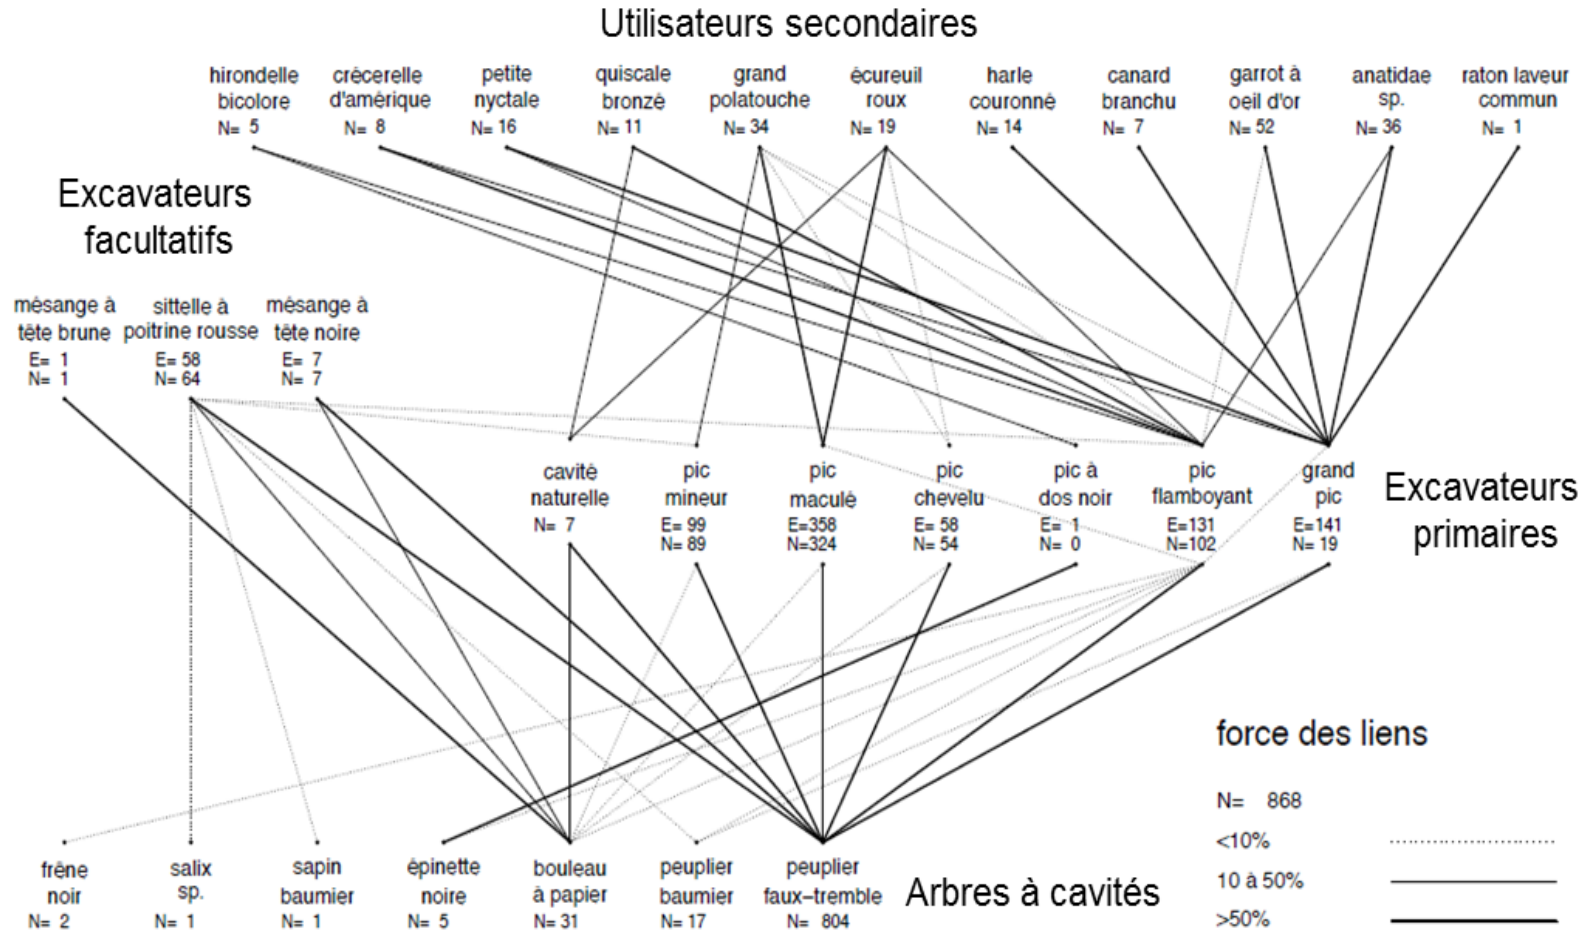 Utilisateurs secondaires
hirondelle
bicolore
N= 5
crécerelle
d'amérique
N= 8
petite
nyctale
N= 16
quiscale
bronzé
N= 11
grand
polatouche
N= 34
écureuil
roux
N= 19
harle
couronné
N= 14
canard
branchu
N= 7
garrot à
oeil d'or
N= 52
anatidae
sp.
N= 36
raton laveur
commun
N= 1
Excavateurs
facultatifs
mésange à
tête brune
E= 1
N= 1
sittelle à
poitrine rousse
E= 58
N= 64
mésange à
tête noire
E= 7
N= 7
cavité
naturelle
N= 7
pic
mineur
E= 99
N= 89
pic
maculé
E=358
N=324
pic
chevelu
E= 58
N= 54
pic à
dos noir
E= 1
N= 0
pic
flamboyant
E=131
N=102
grand
pic
E=141
N= 19
Excavateurs
primaires
frêne
noir
N= 2
salix
sp.
N= 1
sapin
baumier
N= 1
épinette
noire
N= 5
bouleau
à papier
N= 31
peuplier
baumier
N= 17
peuplier
faux-tremble
N= 804
Arbres à cavités
force des liens
N= 868
<10%
10 à 50%
>50%